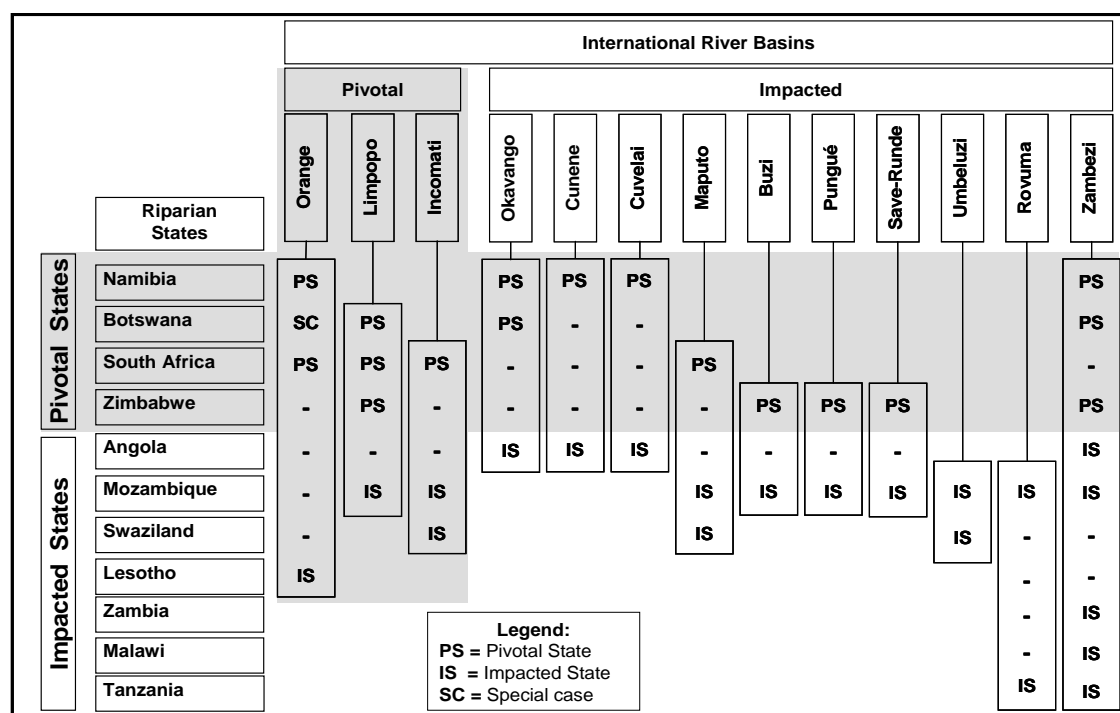 International River Basins
Pivotal
Impacted
Orange
Limpopo
Incomati
Okavango
Cunene
Cuvelai
Maputo
Buzi
Pungué
Save-Runde
Umbeluzi
Rovuma
Zambezi
Riparian
States
Pivotal States
Namibia PS PS PS PS PS
Botswana SC PS PS - - PS
South Africa PS PS PS - - - PS -
Zimbabwe - PS - - - - - PS PS PS PS
Impacted States
Angola - - - IS IS IS - - - - IS
Mozambique - IS IS IS IS IS IS IS IS IS
Swaziland - IS IS IS - -
Lesotho IS - -
Zambia - IS
Malawi - IS
Tanzania IS IS
Legend:
PS = Pivotal State
IS = Impacted State
SC = Special case